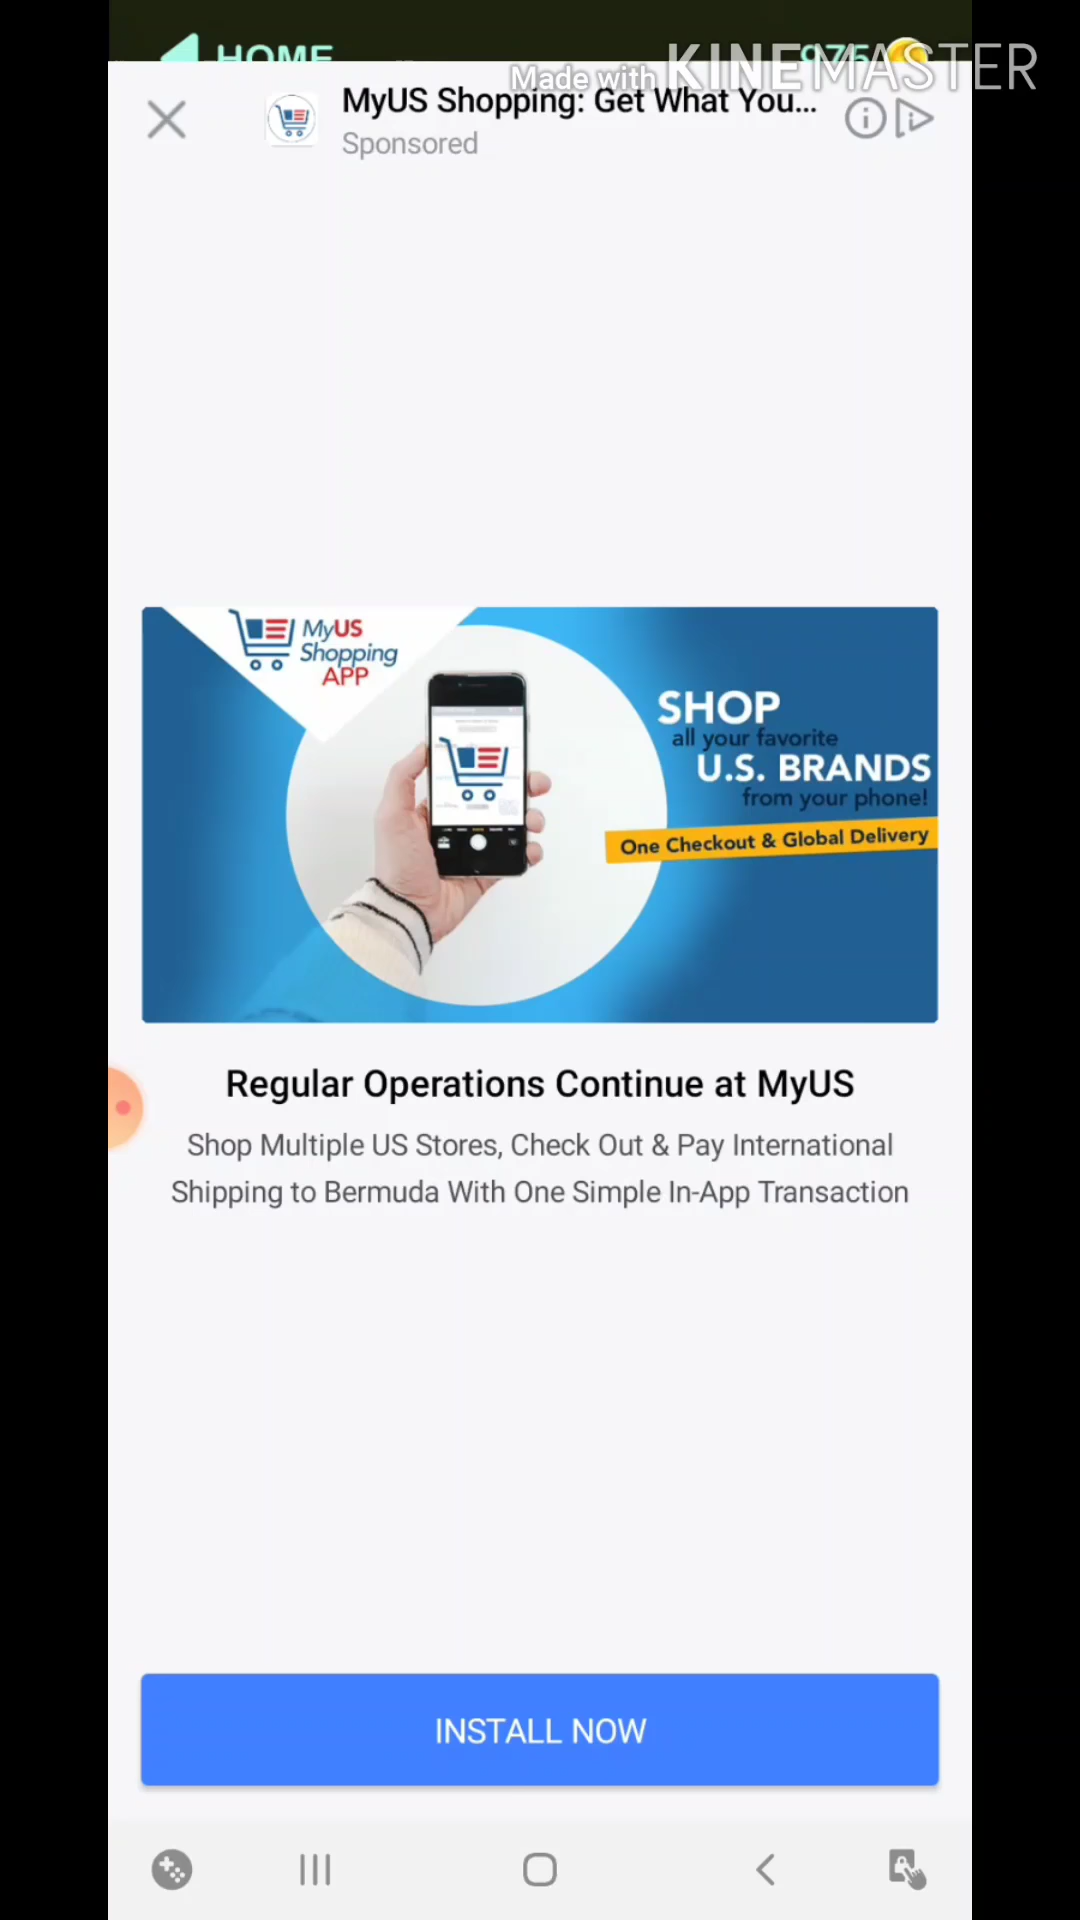 HOME
975
Made with KINEMASTER
MyUS Shopping: Get What You...
Sponsored
MyUS
Shopping
APP
SHOP
all your favorite
U.S. BRANDS
from your phone!
One Checkout & Global Delivery
Regular Operations Continue at MyUS
Shop Multiple US Stores, Check Out & Pay International
Shipping to Bermuda With One Simple In-App Transaction
INSTALL NOW